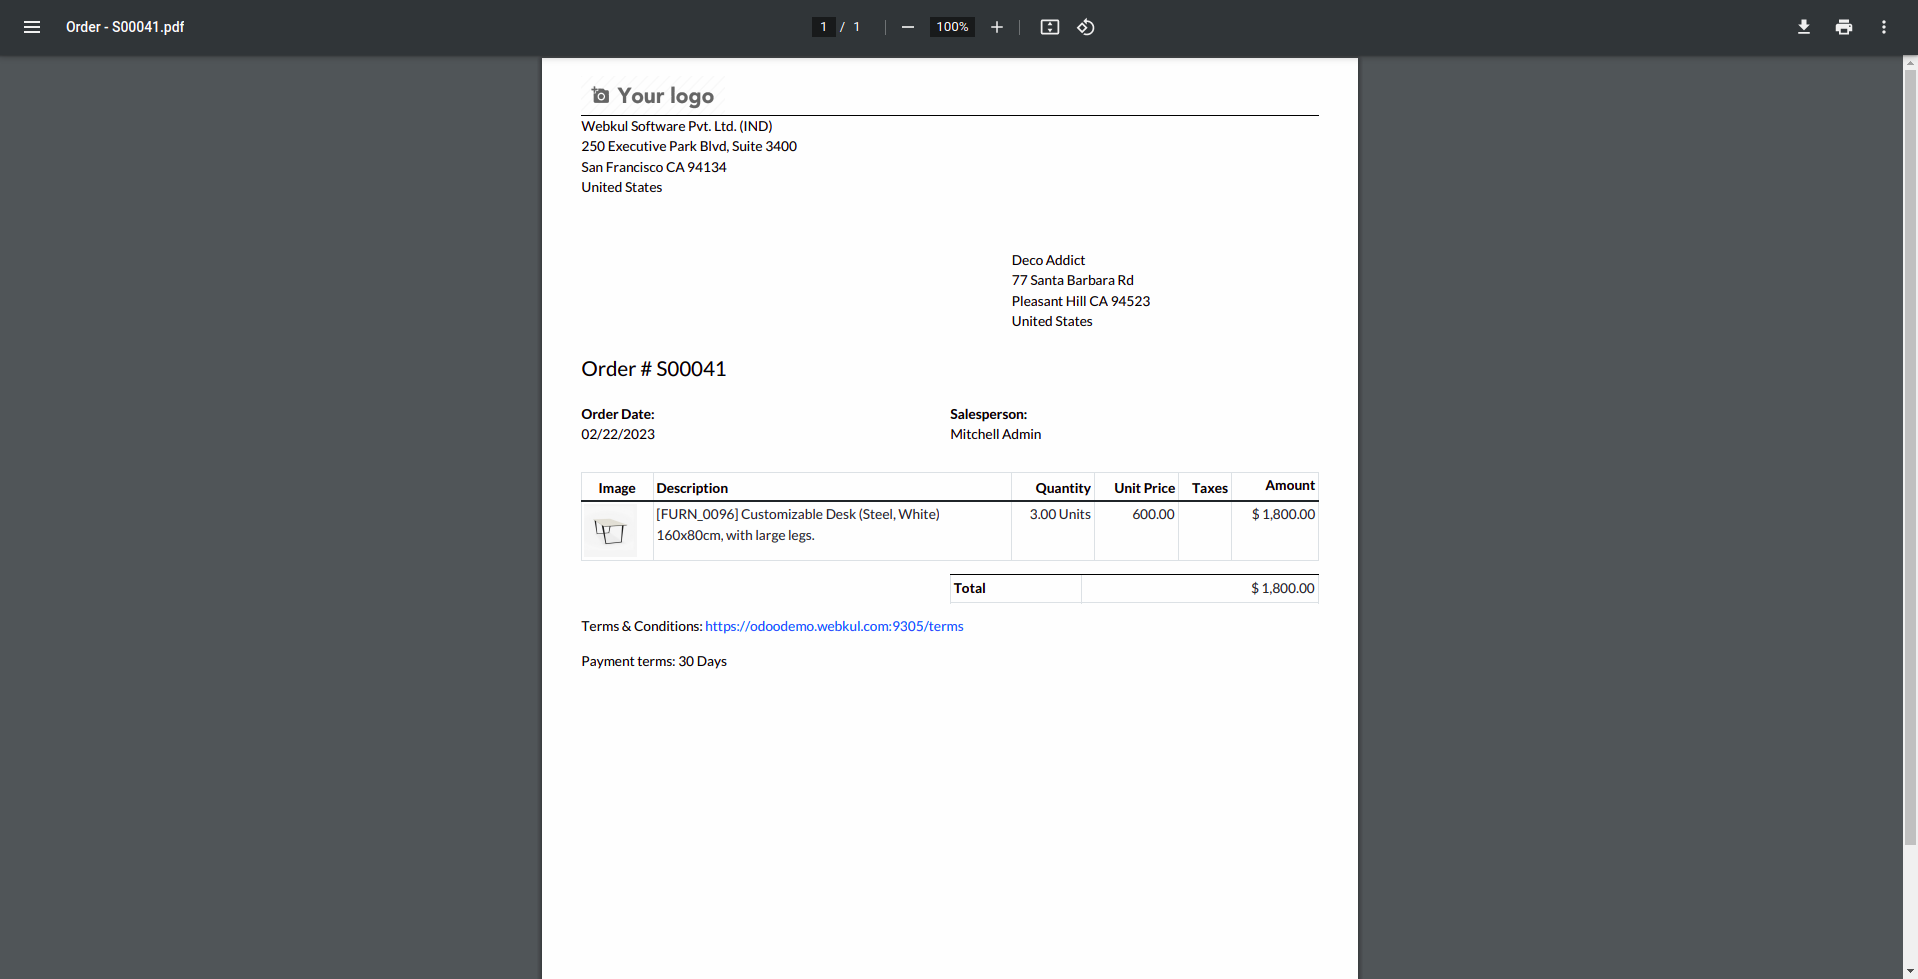 Order - S00041.pdf
1 / 1
100%
Your logo
Webkul Software Pvt. Ltd. (IND)
250 Executive Park Blvd, Suite 3400
San Francisco CA 94134
United States
Deco Addict
77 Santa Barbara Rd
Pleasant Hill CA 94523
United States
Order # S00041
Order Date: Salesperson:
02/22/2023 Mitchell Admin
Image Description Quantity Unit Price Taxes Amount
[FURN_0096] Customizable Desk (Steel, White) 3.00 Units 600.00 $ 1,800.00
160x80cm, with large legs.
Total $ 1,800.00
Terms & Conditions: https://odoodemo.webkul.com:9305/terms
Payment terms: 30 Days